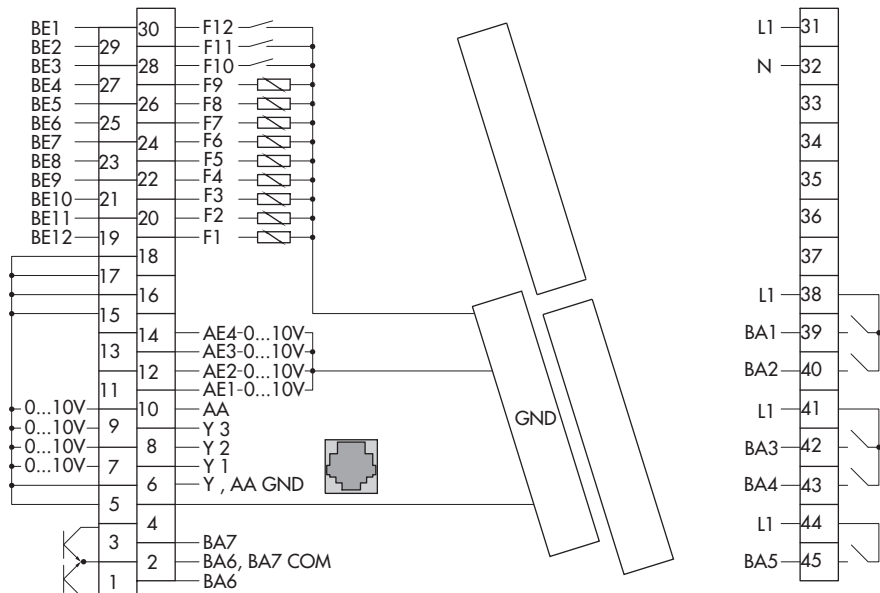 BE1 30 F12 L1 31
BE2 29 F11
BE3 28 F10 N 32
BE4 27 F9
BE5 26 F8 33
BE6 25 F7
BE7 24 F6 34
BE8 23 F5
BE9 22 F4 35
BE10 21 F3
BE11 20 F2 36
BE12 19 F1
18 37
17
16 L1 38
15
14 AE4-0...10V BA1 39
13 AE3-0...10V
12 AE2-0...10V BA2 40
11 AE1-0...10V
0...10V 10 AA L1 41
0...10V 9 Y 3 GND
0...10V 8 Y 2 BA3 42
0...10V 7 Y 1
6 Y , AA GND BA4 43
5
4 L1 44
3 BA7
2 BA6, BA7 COM BA5 45
1 BA6